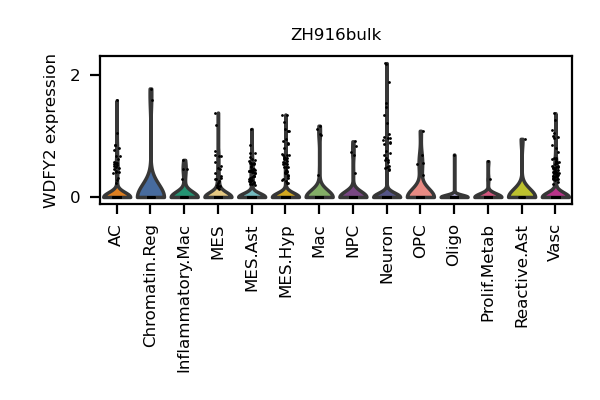 ZH916bulk
WDFY2 expression
2
0
AC
Chromatin.Reg
Inflammatory.Mac
MES
MES.Ast
MES.Hyp
Mac
NPC
Neuron
OPC
Oligo
Prolif.Metab
Reactive.Ast
Vasc